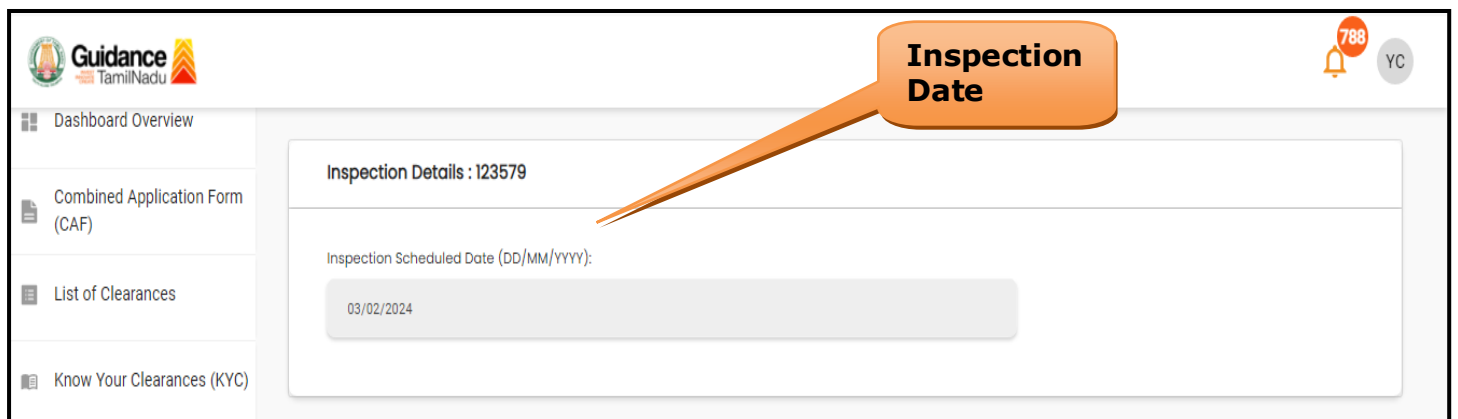 Guidance
TamilNadu
Inspection
Date
788
YC
Dashboard Overview
Combined Application Form
(CAF)
List of Clearances
Know Your Clearances (KYC)
Inspection Details : 123579
Inspection Scheduled Date (DD/MM/YYYY):
03/02/2024